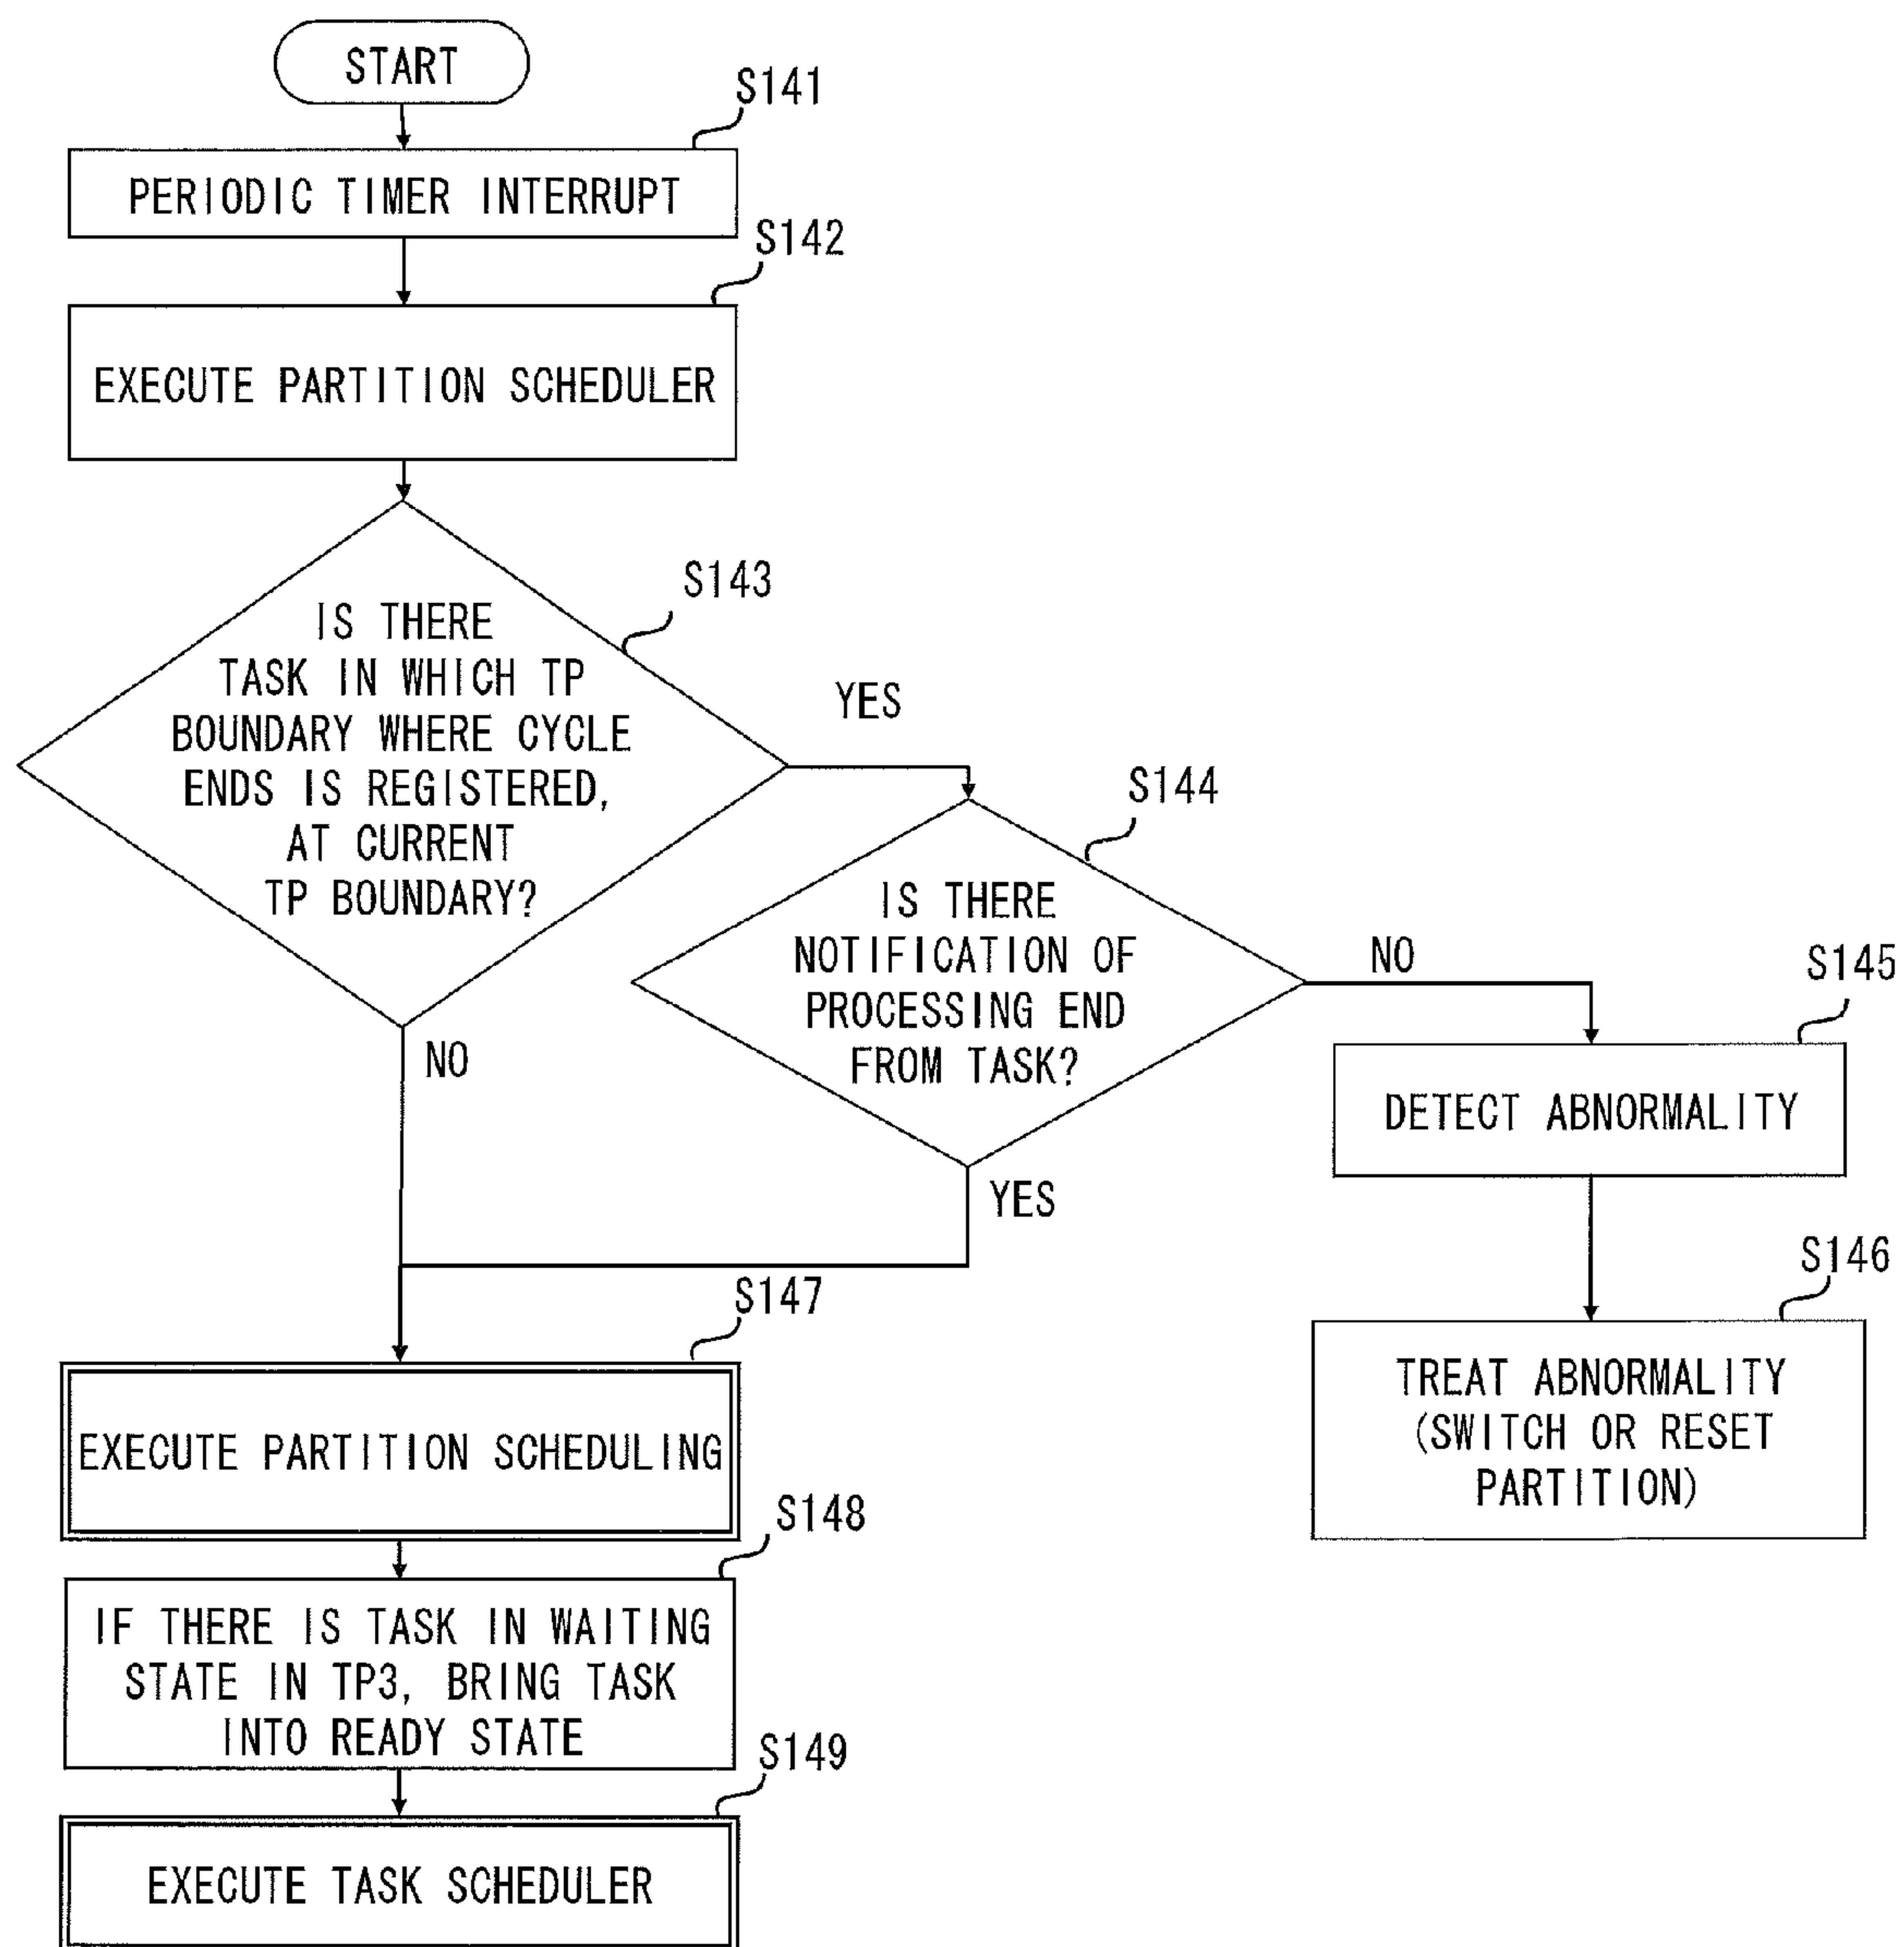 START
S141
PERIODIC TIMER INTERRUPT
S142
EXECUTE PARTITION SCHEDULER
S143
IS THERE
TASK IN WHICH TP
BOUNDARY WHERE CYCLE
ENDS IS REGISTERED,
AT CURRENT
TP BOUNDARY?
YES
NO
S144
IS THERE
NOTIFICATION OF
PROCESSING END
FROM TASK?
NO
YES
S145
DETECT ABNORMALITY
S146
TREAT ABNORMALITY
(SWITCH OR RESET
PARTITION)
S147
EXECUTE PARTITION SCHEDULING
S148
IF THERE IS TASK IN WAITING
STATE IN TP3, BRING TASK
INTO READY STATE
S149
EXECUTE TASK SCHEDULER